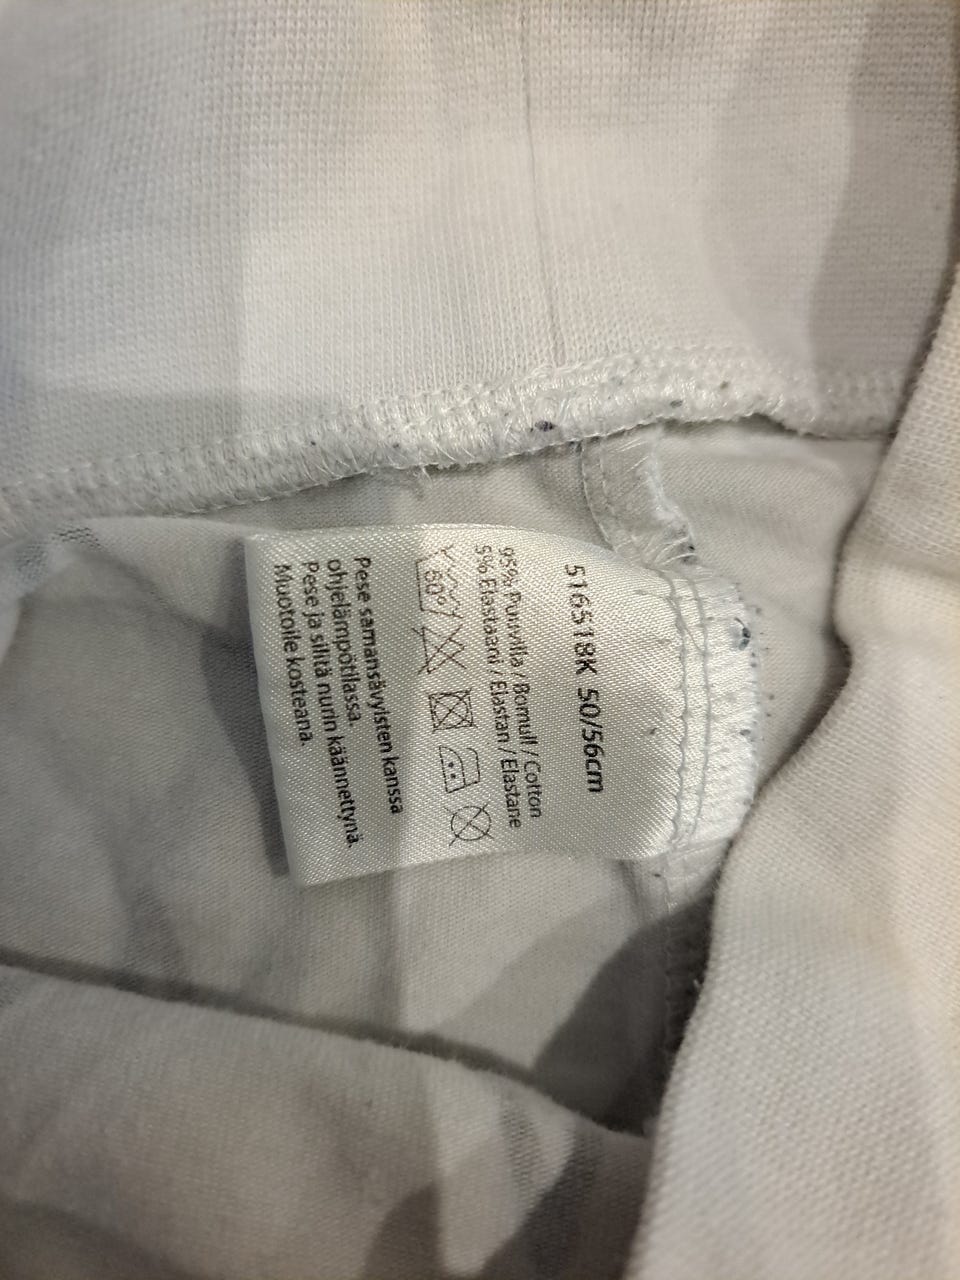 516518K 50/56cm
95% Puuvilla / Bomull / Cotton
5% Elastaani / Elastan / Elastane
60°
Pese samansävyisten kanssa
ohjelämpötilassa.
Pese ja silitä nurin käännettynä.
Muotoile kosteana.